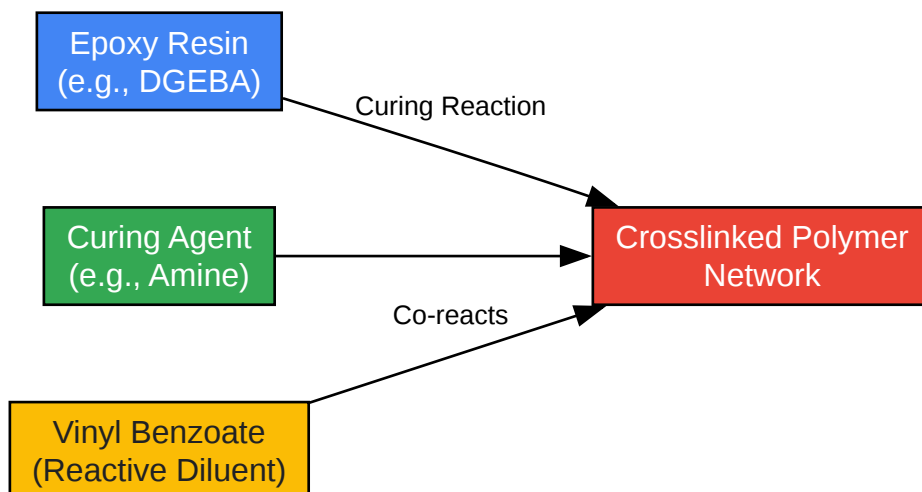 Epoxy Resin
(e.g., DGEBA)
Curing Reaction
Curing Agent
(e.g., Amine)
Crosslinked Polymer
Network
Co-reacts
Vinyl Benzoate
(Reactive Diluent)